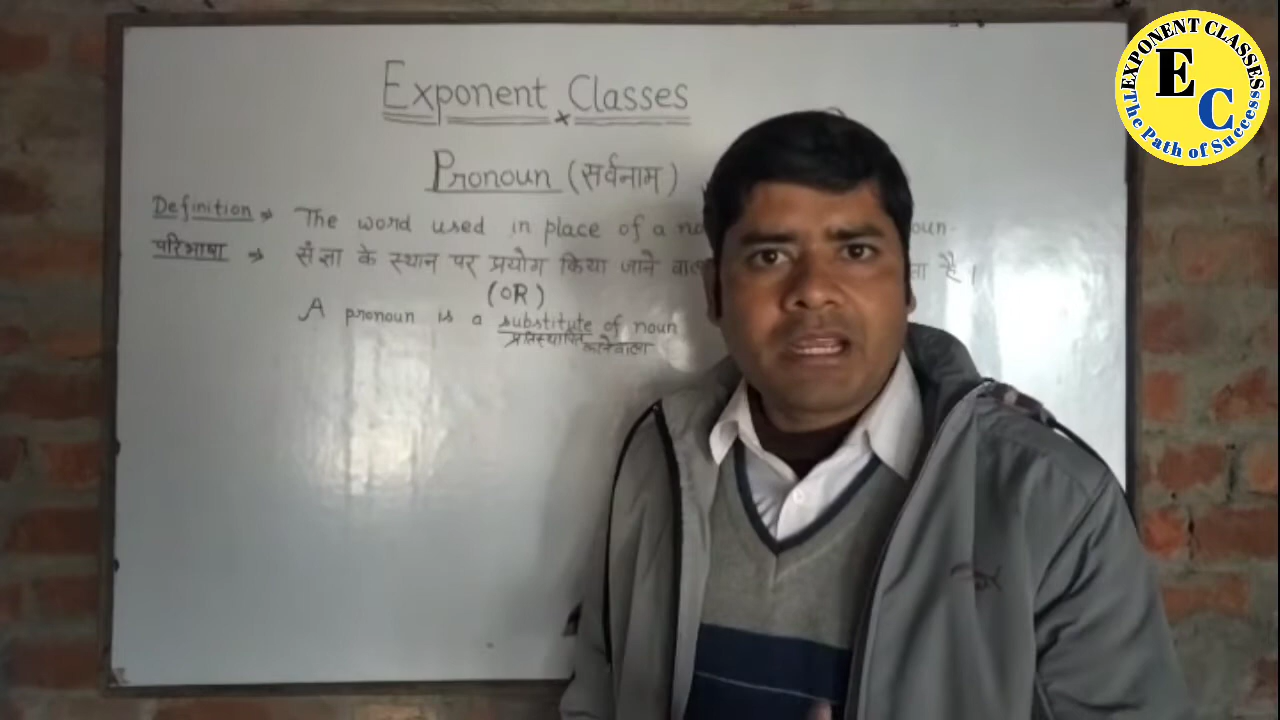 Exponent Classes
Pronoun (सर्वनाम)
Definition ⇒ The word used in place of a
परिभाषा ⇒ संज्ञा के स्थान पर प्रयोग किया जाने है।
(OR)
A pronoun is a substitute of noun
प्रतिस्थापित करनेवाला
EXPONENT CLASSES
EC
The Path of Success